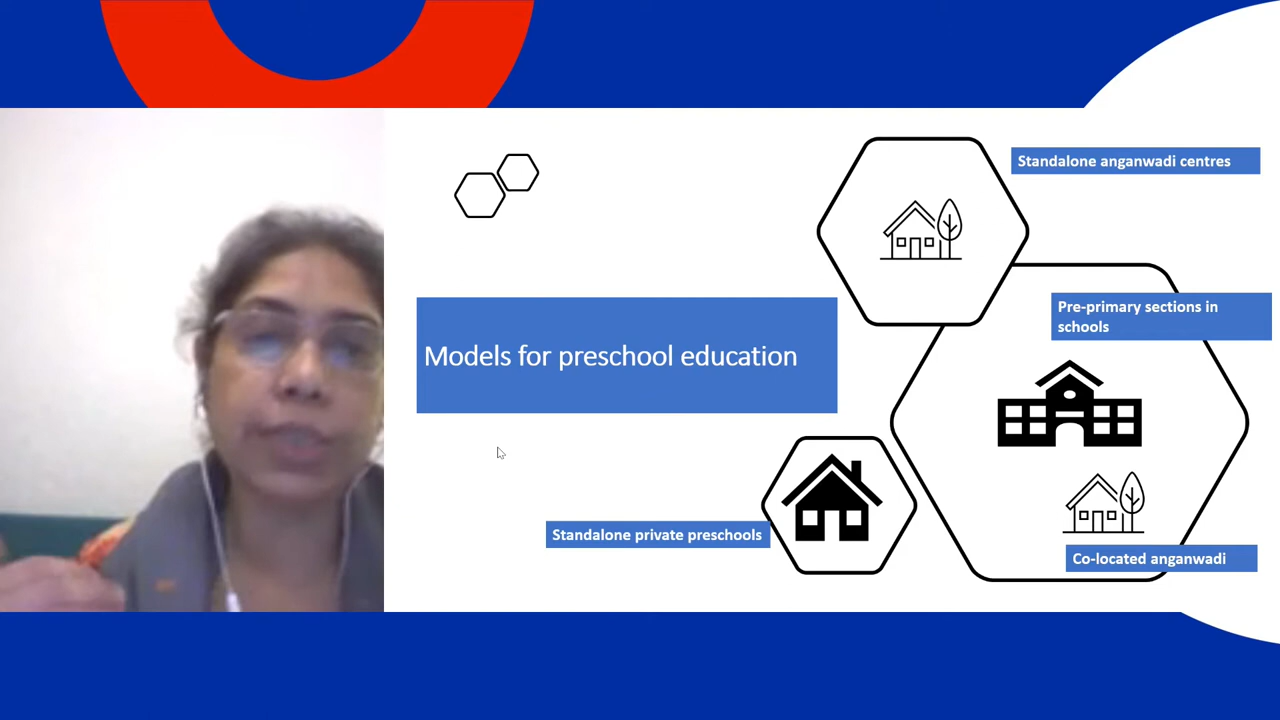 Standalone anganwadi centres
Pre-primary sections in
schools
Models for preschool education
Standalone private preschools
Co-located anganwadi